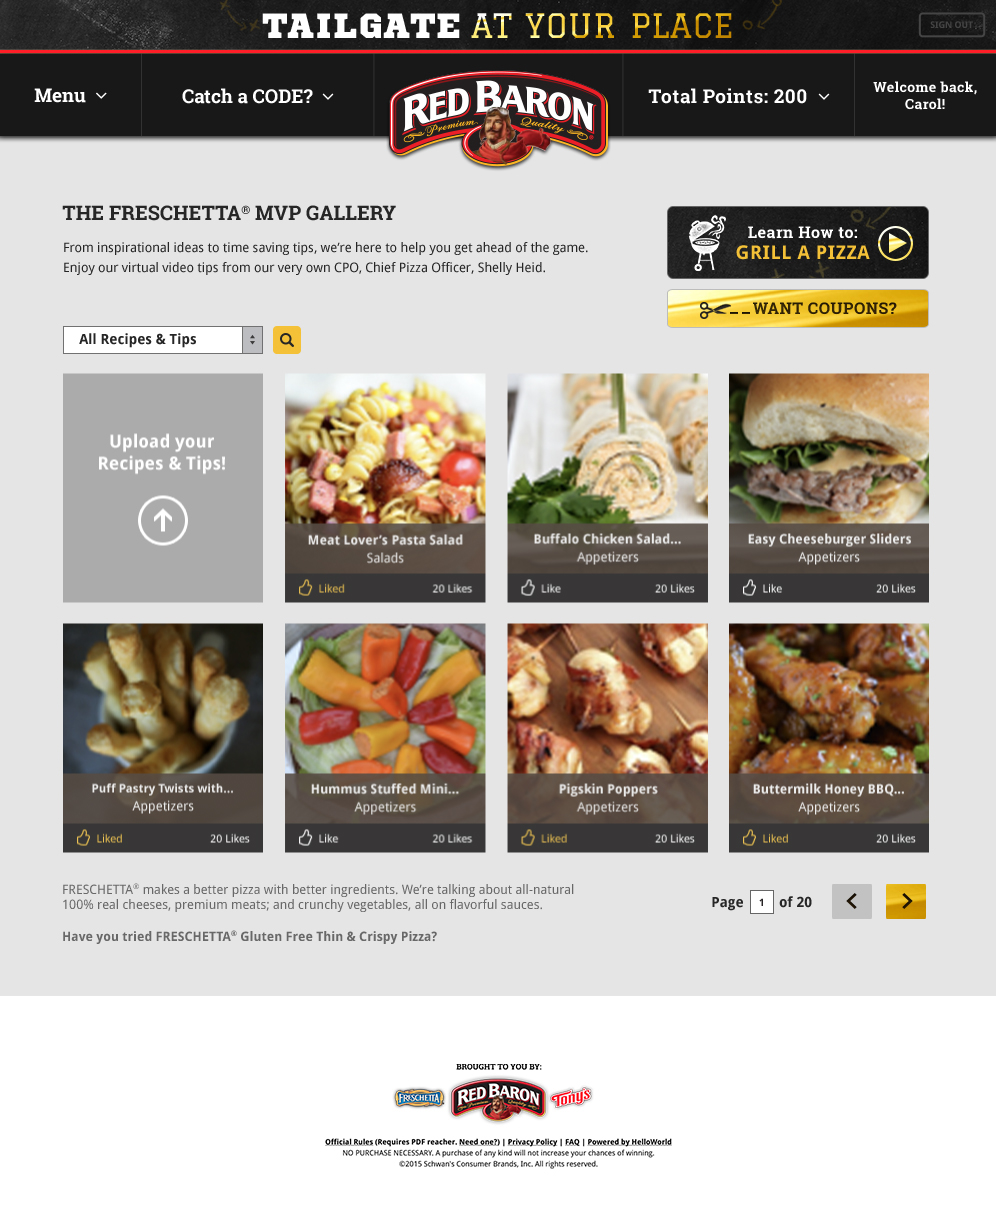 TAILGATE AT YOUR PLACE
SIGN OUT
Menu
Catch a CODE?
RED BARON
Premium Quality
Total Points: 200
Welcome back,
Carol!
THE FRESCHETTA® MVP GALLERY
From inspirational ideas to time saving tips, we're here to help you get ahead of the game.
Enjoy our virtual video tips from our very own CPO, Chief Pizza Officer, Shelly Heid.
Learn How to:
GRILL A PIZZA
WANT COUPONS?
All Recipes & Tips
Upload your
Recipes & Tips!
Meat Lover's Pasta Salad
Salads
Liked 20 Likes
Buffalo Chicken Salad...
Appetizers
Like 20 Likes
Easy Cheeseburger Sliders
Appetizers
Like 20 Likes
Puff Pastry Twists with...
Appetizers
Liked 20 Likes
Hummus Stuffed Mini...
Appetizers
Like 20 Likes
Pigskin Poppers
Appetizers
Liked 20 Likes
Buttermilk Honey BBQ...
Appetizers
Liked 20 Likes
FRESCHETTA® makes a better pizza with better ingredients. We're talking about all-natural
100% real cheeses, premium meats; and crunchy vegetables, all on flavorful sauces.
Have you tried FRESCHETTA® Gluten Free Thin & Crispy Pizza?
Page 1 of 20
BROUGHT TO YOU BY:
FRESCHETTA
RED BARON
Tony's
Official Rules (Requires PDF reacher. Need one?) | Privacy Policy | FAQ | Powered by HelloWorld
NO PURCHASE NECESSARY. A purchase of any kind will not increase your chances of winning.
©2015 Schwan's Consumer Brands, Inc. All rights reserved.